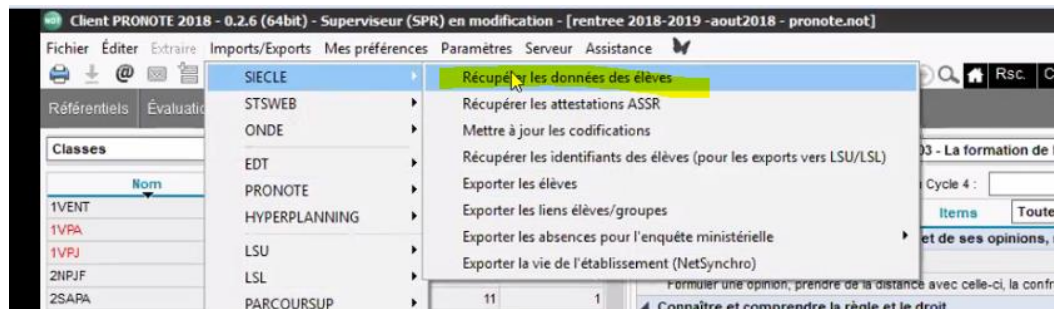 Client PRONOTE 2018 - 0.2.6 (64bit) - Superviseur (SPR) en modification - [rentree 2018-2019 -aout2018 - pronote.not]
Fichier Éditer Extraire Imports/Exports Mes préférences Paramètres Serveur Assistance
@ SIECLE Récupérer les données des élèves Rsc.
Référentiels STSWEB Récupérer les attestations ASSR
ONDE Mettre à jour les codifications
Classes EDT Récupérer les identifiants des élèves (pour les exports vers LSU/LSL) - La formation de
Nom PRONOTE Exporter les élèves Cycle 4 :
1VENT HYPERPLANNING Exporter les liens élèves/groupes Items
1VPA Exporter les absences pour l'enquête ministérielle et de ses opinions,
1VPJ LSU Exporter la vie de l'établissement (NetSynchro)
2NPJF LSL Formuler une opinion, prendre de la distance avec celle-ci, la
2SAPA PARCOURSUP 11 1 4 Connaître et comprendre la règle et le droit